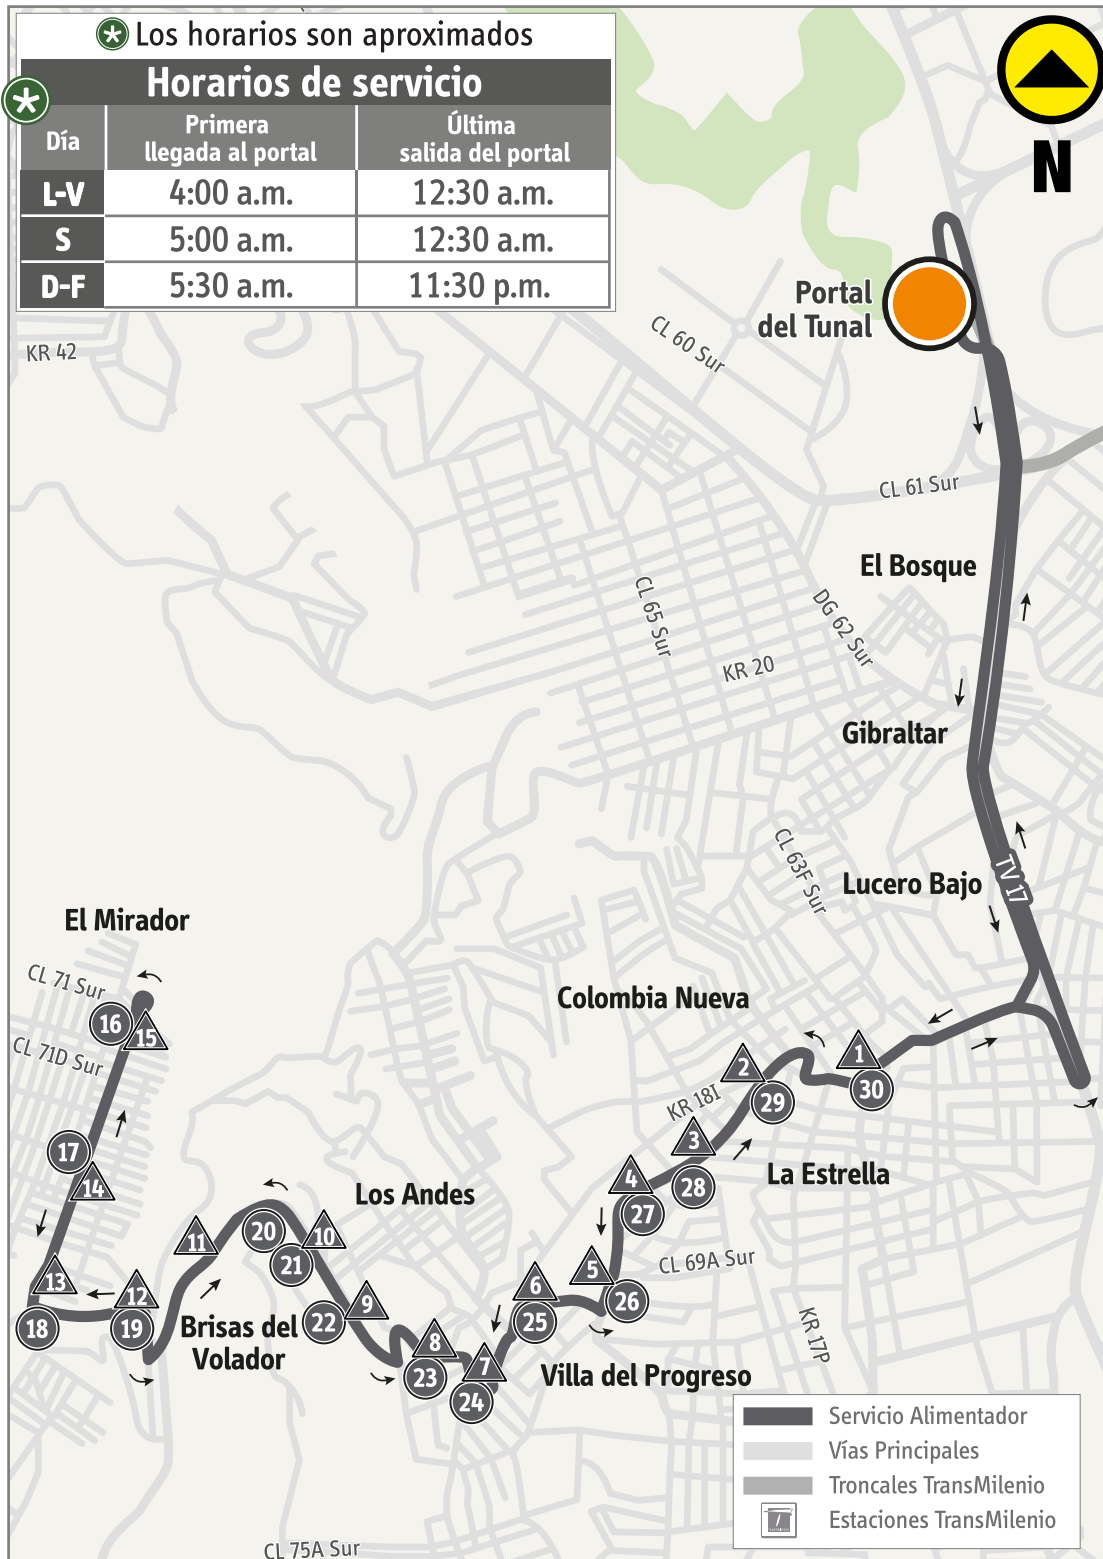 Los horarios son aproximados
Horarios de servicio
Día
Primera
llegada al portal
Última
salida del portal
L-V
4:00 a.m.
12:30 a.m.
S
5:00 a.m.
12:30 a.m.
D-F
5:30 a.m.
11:30 p.m.
N
Portal
del Tunal
KR 42
CL 60 Sur
CL 61 Sur
El Bosque
CL 65 Sur
DG 62 Sur
KR 20
Gibraltar
CL 63F Sur
Lucero Bajo
TV 17
El Mirador
CL 71 Sur
16
15
CL 71D Sur
Colombia Nueva
1
2
30
29
KR 18I
3
17
14
4
28
La Estrella
27
Los Andes
20
10
11
21
CL 69A Sur
13
12
5
6
26
9
18
19
22
25
KR 17P
Brisas del
Volador
8
7
23
24
Villa del Progreso
Servicio Alimentador
Vías Principales
Troncales TransMilenio
Estaciones TransMilenio
CL 75A Sur